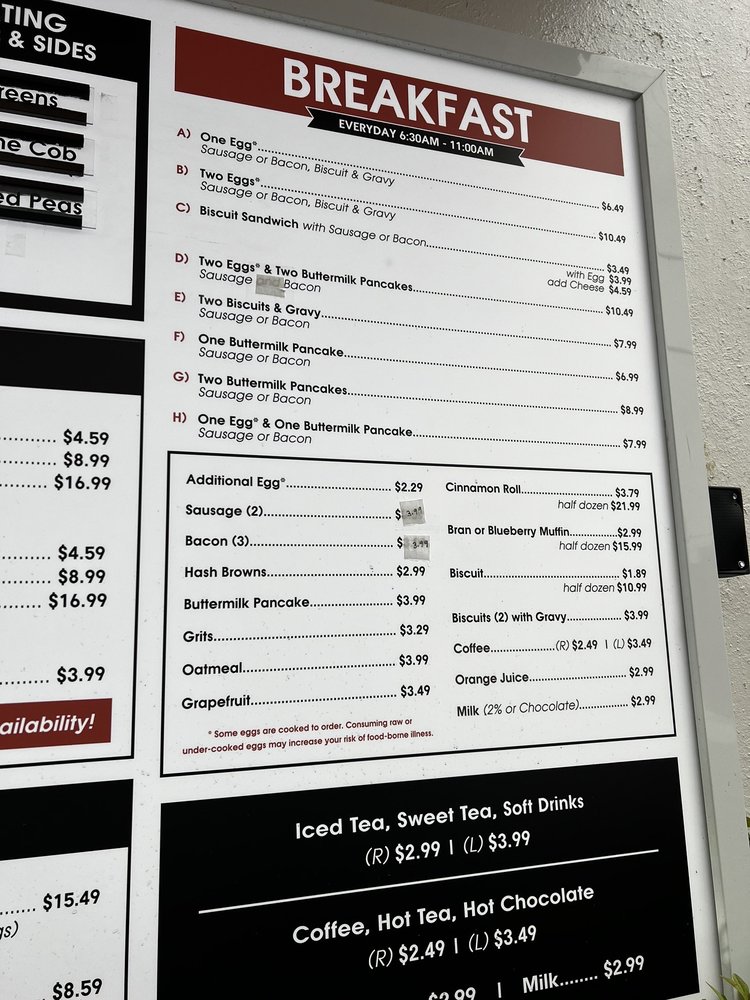 TING
& SIDES
reens
he Cob
ed Peas
$4.59
$8.99
$16.99
$4.59
$8.99
$16.99
$3.99
ailability!
$15.49
gs)
$8.59
BREAKFAST
EVERYDAY 6:30AM - 11:00AM
A) One Egg*........ $6.49
Sausage or Bacon, Biscuit & Gravy
B) Two Eggs*........ $10.49
Sausage or Bacon, Biscuit & Gravy
C) Biscuit Sandwich with Sausage or Bacon........ $3.49
with Egg $3.99
add Cheese $4.59
D) Two Eggs* & Two Buttermilk Pancakes........ $10.49
Sausage and Bacon
E) Two Biscuits & Gravy........ $7.99
Sausage or Bacon
F) One Buttermilk Pancake........ $6.99
Sausage or Bacon
G) Two Buttermilk Pancakes........ $8.99
Sausage or Bacon
H) One Egg* & One Buttermilk Pancake........ $7.99
Sausage or Bacon
Additional Egg*........ $2.29
Sausage (2)........ $3.99
Bacon (3)........ $3.99
Hash Browns........ $2.99
Buttermilk Pancake........ $3.99
Grits........ $3.29
Oatmeal........ $3.99
Grapefruit........ $3.49
* Some eggs are cooked to order. Consuming raw or
under-cooked eggs may increase your risk of food-borne illness.
Cinnamon Roll........ $3.79
half dozen $21.99
Bran or Blueberry Muffin........ $2.99
half dozen $15.99
Biscuit........ $1.89
half dozen $10.99
Biscuits (2) with Gravy........ $3.99
Coffee........(R) $2.49 | (L) $3.49
Orange Juice........ $2.99
Milk (2% or Chocolate)........ $2.99
Iced Tea, Sweet Tea, Soft Drinks
(R) $2.99 | (L) $3.99
Coffee, Hot Tea, Hot Chocolate
(R) $2.49 | (L) $3.49
$2.99 | Milk........ $2.99